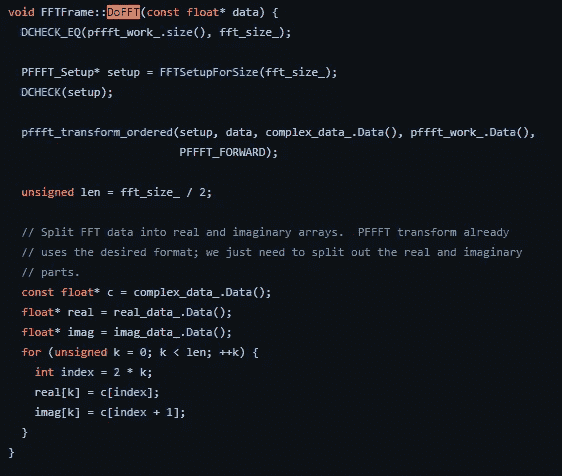 void FFTFrame::DoFFT(const float* data) {
  DCHECK_EQ(pffft_work_.size(), fft_size_);

  PFFFT_Setup* setup = FFTSetupForSize(fft_size_);
  DCHECK(setup);

  pffft_transform_ordered(setup, data, complex_data_.Data(), pffft_work_.Data(),
                          PFFFT_FORWARD);

  unsigned len = fft_size_ / 2;

  // Split FFT data into real and imaginary arrays.  PFFFT transform already
  // uses the desired format; we just need to split out the real and imaginary
  // parts.
  const float* c = complex_data_.Data();
  float* real = real_data_.Data();
  float* imag = imag_data_.Data();
  for (unsigned k = 0; k < len; ++k) {
    int index = 2 * k;
    real[k] = c[index];
    imag[k] = c[index + 1];
  }
}